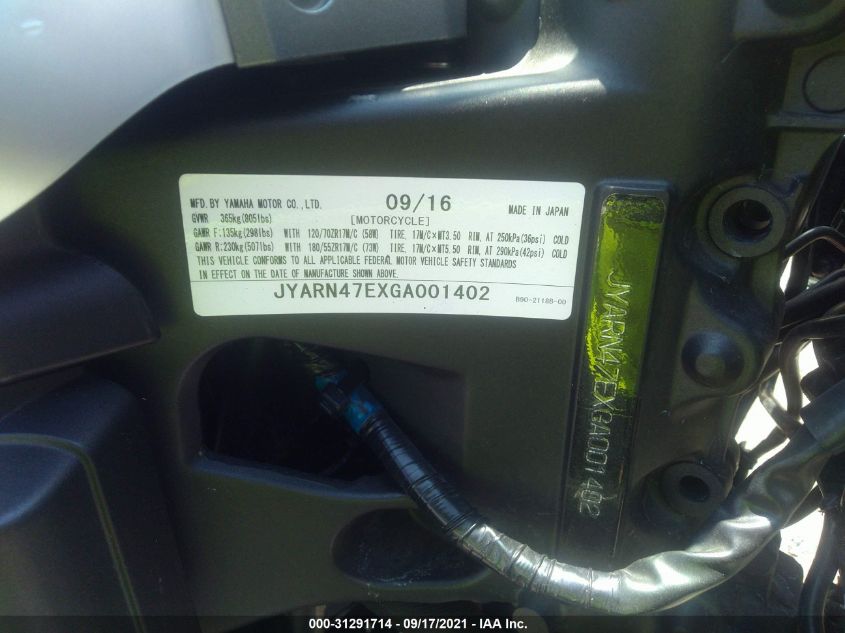 MFD. BY YAMAHA MOTOR CO.,LTD. 09/16 MADE IN JAPAN
GVWR 365kg(805lbs) [MOTORCYCLE]
GAWR F:135kg(298lbs) WITH 120/70ZR17M/C (58W) TIRE, 17M/C×MT3.50 RIM, AT 250kPa(36psi) COLD
GAWR R:230kg(507lbs) WITH 180/55ZR17M/C (73W) TIRE, 17M/C×MT5.50 RIM, AT 290kPa(42psi) COLD
THIS VEHICLE CONFORMS TO ALL APPLICABLE FEDERAL MOTOR VEHICLE SAFETY STANDARDS
IN EFFECT ON THE DATE OF MANUFACTURE SHOWN ABOVE.
JYARN47EXGA001402 B90-2118B-00
JYARN47EXGA001402
000-31291714 - 09/17/2021 - IAA Inc.